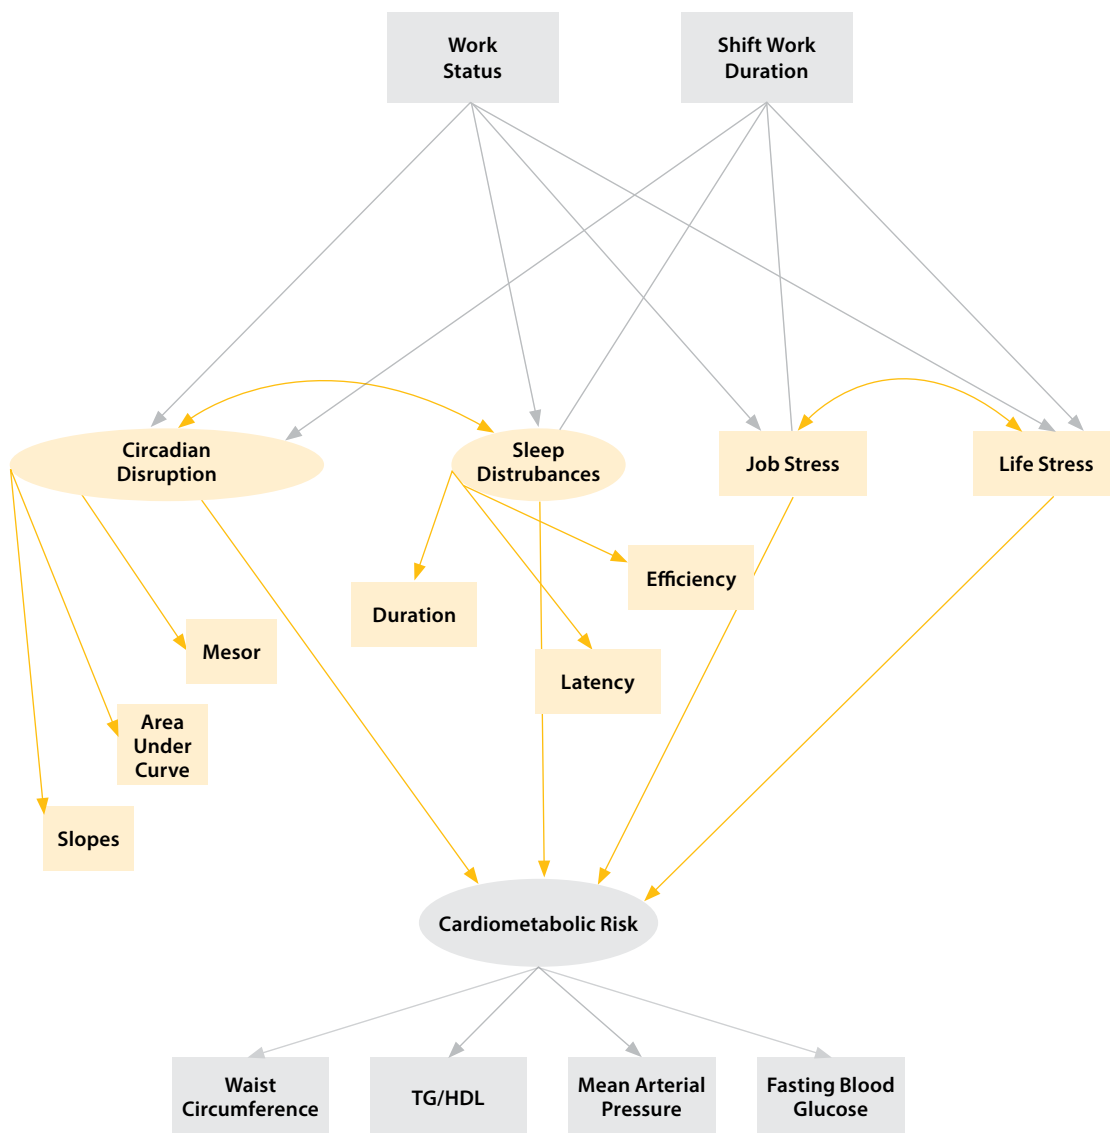 Work
Status
Shift Work
Duration
Circadian
Disruption
Sleep
Distrubances
Job Stress
Life Stress
Efficiency
Duration
Mesor
Latency
Area
Under
Curve
Slopes
Cardiometabolic Risk
Waist
Circumference
TG/HDL
Mean Arterial
Pressure
Fasting Blood
Glucose